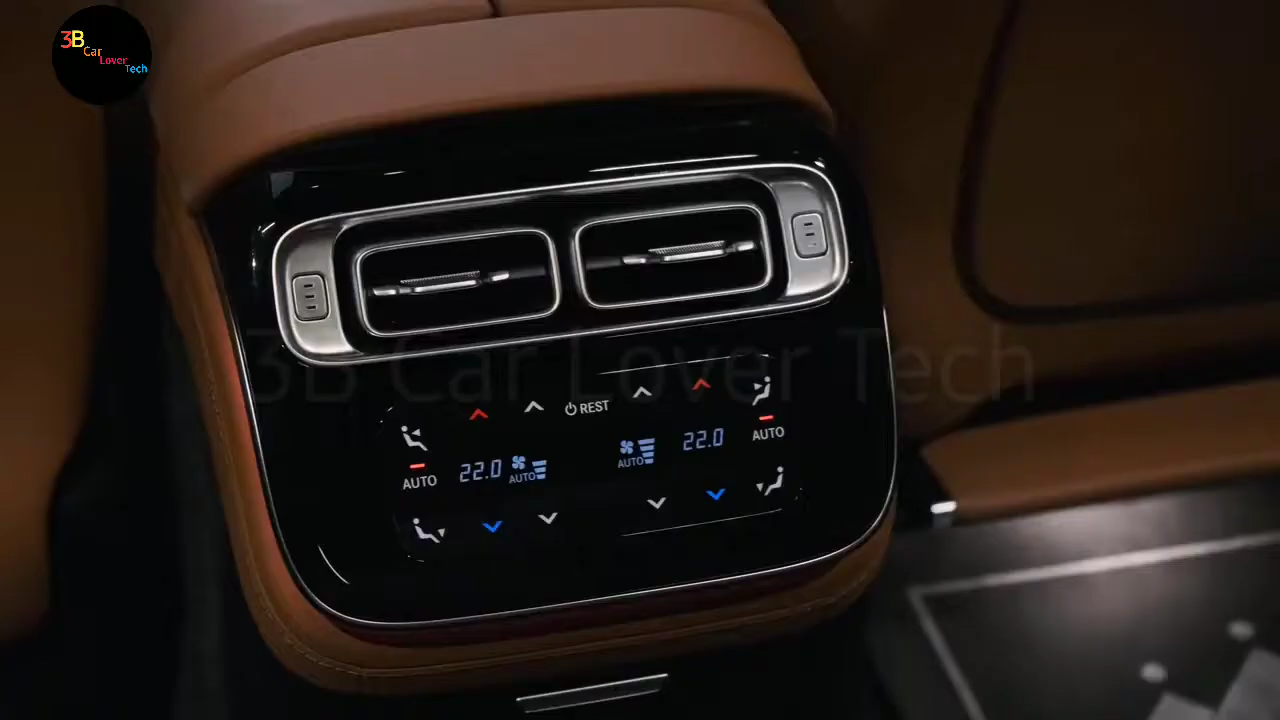 3B
Car
Lover
Tech
3B Car Lover Tech
REST
AUTO
22.0
AUTO
AUTO
22.0
AUTO